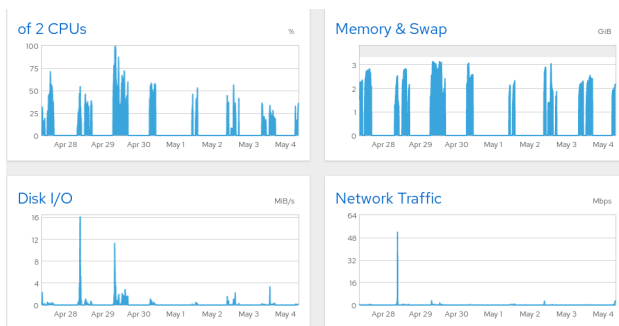 of 2 CPUs
%
100
75
50
25
0
Apr 28 Apr 29 Apr 30 May 1 May 2 May 3 May 4
Memory & Swap
GiB
3
2
1
0
Apr 28 Apr 29 Apr 30 May 1 May 2 May 3 May 4
Disk I/O
MiB/s
16
12
8
4
0
Apr 28 Apr 29 Apr 30 May 1 May 2 May 3 May 4
Network Traffic
Mbps
64
48
32
16
0
Apr 28 Apr 29 Apr 30 May 1 May 2 May 3 May 4